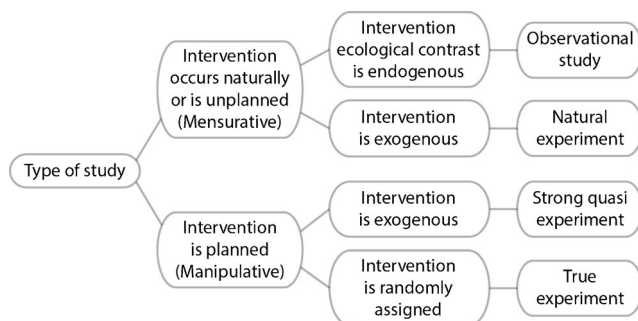 Type of study
Intervention
occurs naturally
or is unplanned
(Mensurative)
Intervention
ecological contrast
is endogenous
Observational
study
Intervention
is exogenous
Natural
experiment
Intervention
is planned
(Manipulative)
Intervention
is exogenous
Strong quasi
experiment
Intervention
is randomly
assigned
True
experiment